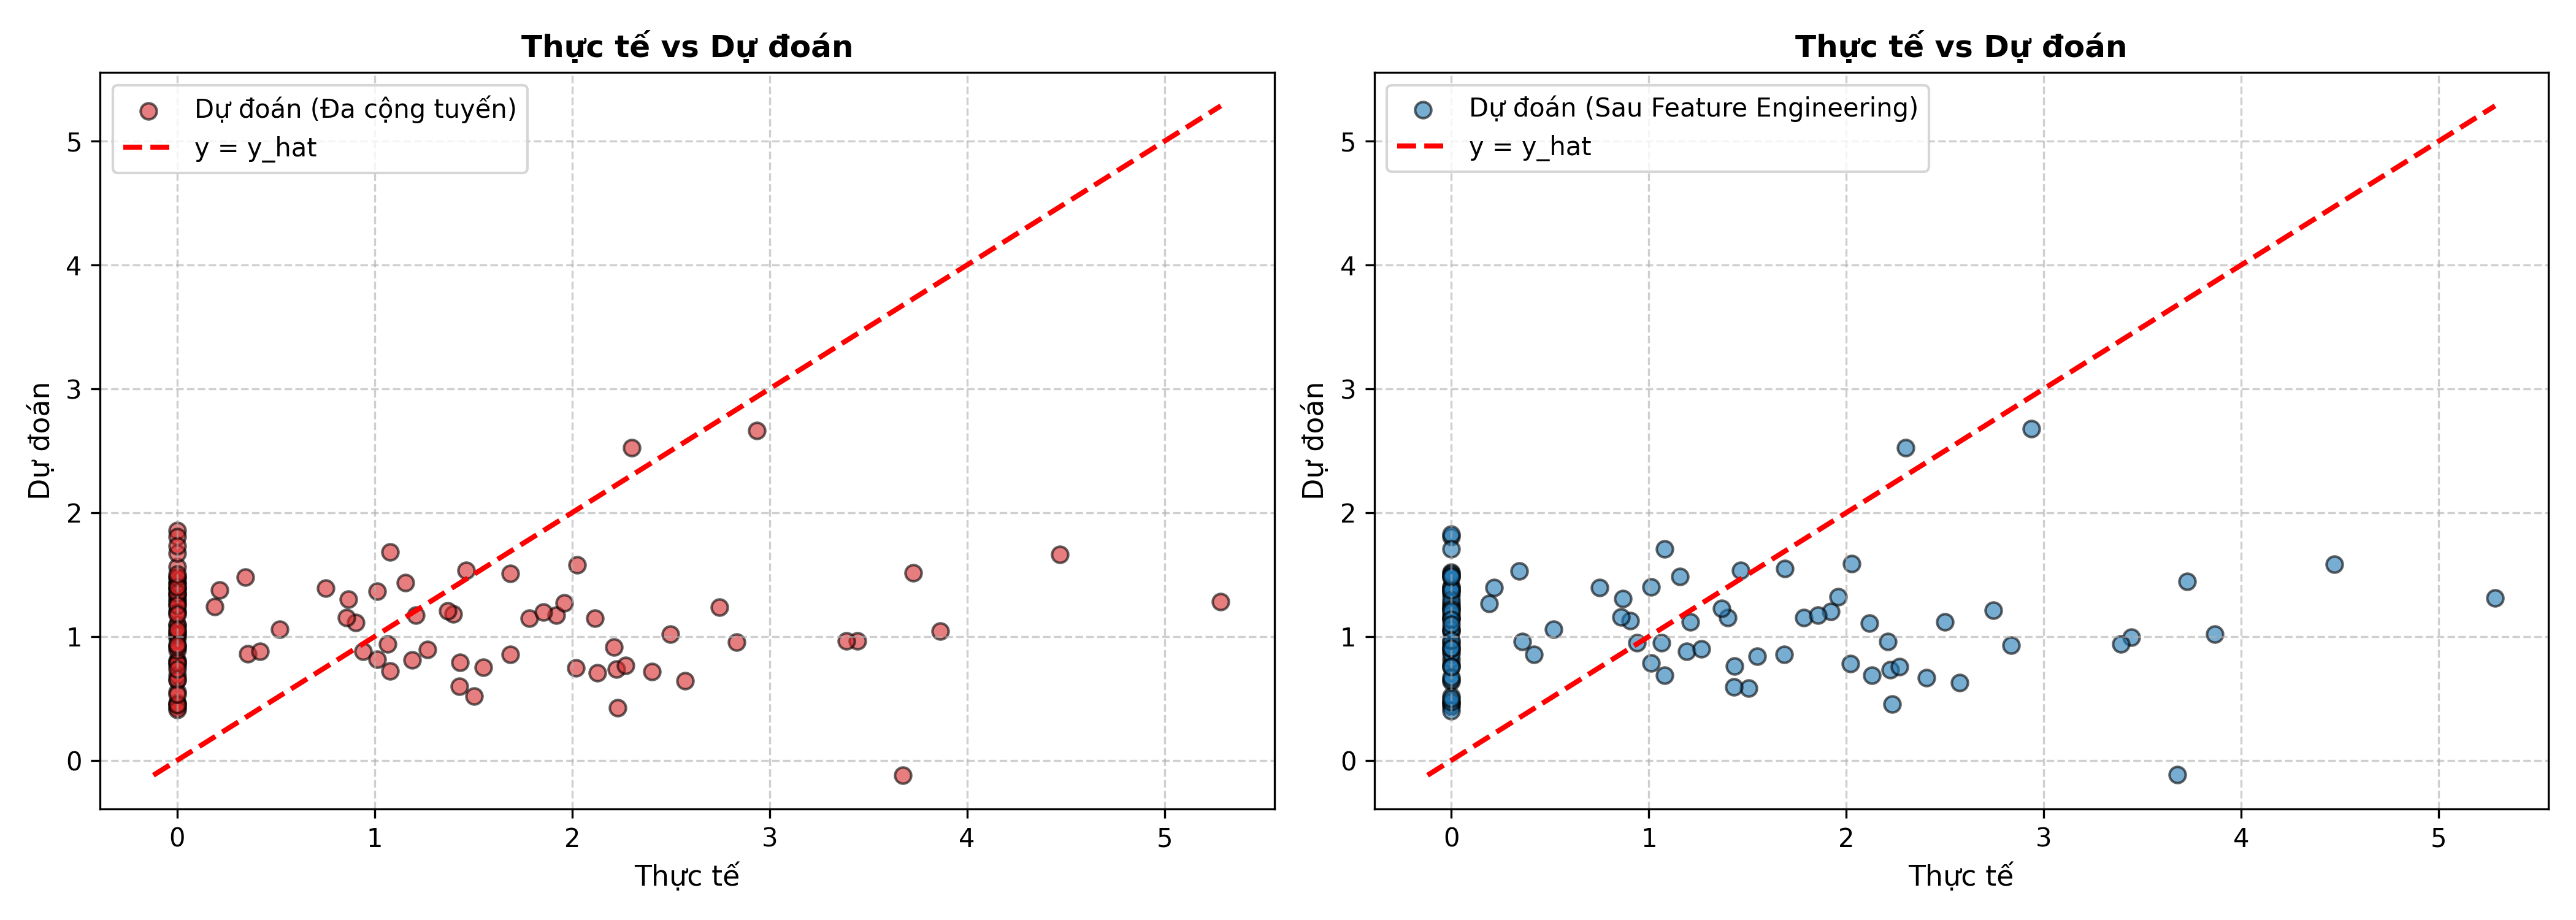 Thực tế vs Dự đoán
Dự đoán (Đa cộng tuyến)
y = y_hat
Dự đoán
5
4
3
2
1
0
0 1 2 3 4 5
Thực tế
Thực tế vs Dự đoán
Dự đoán (Sau Feature Engineering)
y = y_hat
Dự đoán
5
4
3
2
1
0
0 1 2 3 4 5
Thực tế